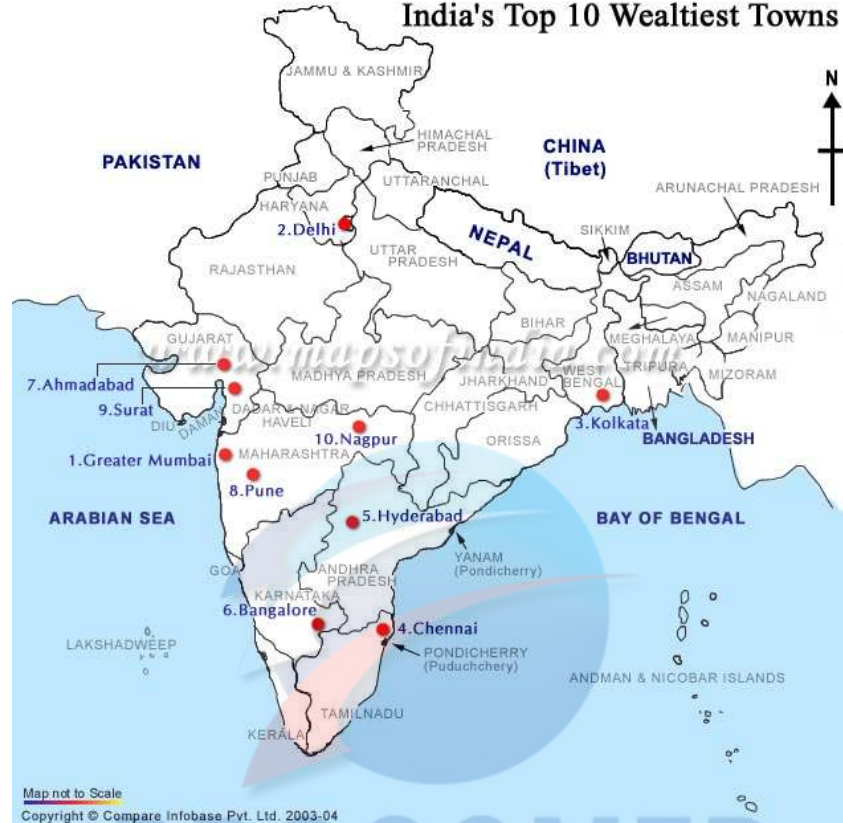 India's Top 10 Wealtiest Towns
JAMMU & KASHMIR
N
HIMACHAL
PRADESH
PAKISTAN
CHINA
(Tibet)
PUNJAB
UTTARANCHAL
ARUNACHAL PRADESH
HARYANA
2.Delhi
NEPAL
SIKKIM
BHUTAN
UTTAR
PRADESH
RAJASTHAN
ASSAM
NAGALAND
BIHAR
MEGHALAYA
MANIPUR
GUJARAT
www.mapsofindia.com
TRIPURA
MIZORAM
7.Ahmadabad
MADHYA PRADESH
JHARKHAND
WEST
BENGAL
9.Surat
DADAR & NAGAR
HAVELI
CHHATTISGARH
DIU
DAMAN
3.Kolkata
BANGLADESH
10.Nagpur
ORISSA
1.Greater Mumbai
MAHARASHTRA
8.Pune
ARABIAN SEA
5.Hyderabad
BAY OF BENGAL
YANAM
(Pondicherry)
GOA
ANDHRA
PRADESH
KARNATAKA
6.Bangalore
4.Chennai
LAKSHADWEEP
PONDICHERRY
(Puduchchery)
ANDMAN & NICOBAR ISLANDS
TAMILNADU
KERALA
Map not to Scale
Copyright © Compare Infobase Pvt. Ltd. 2003-04